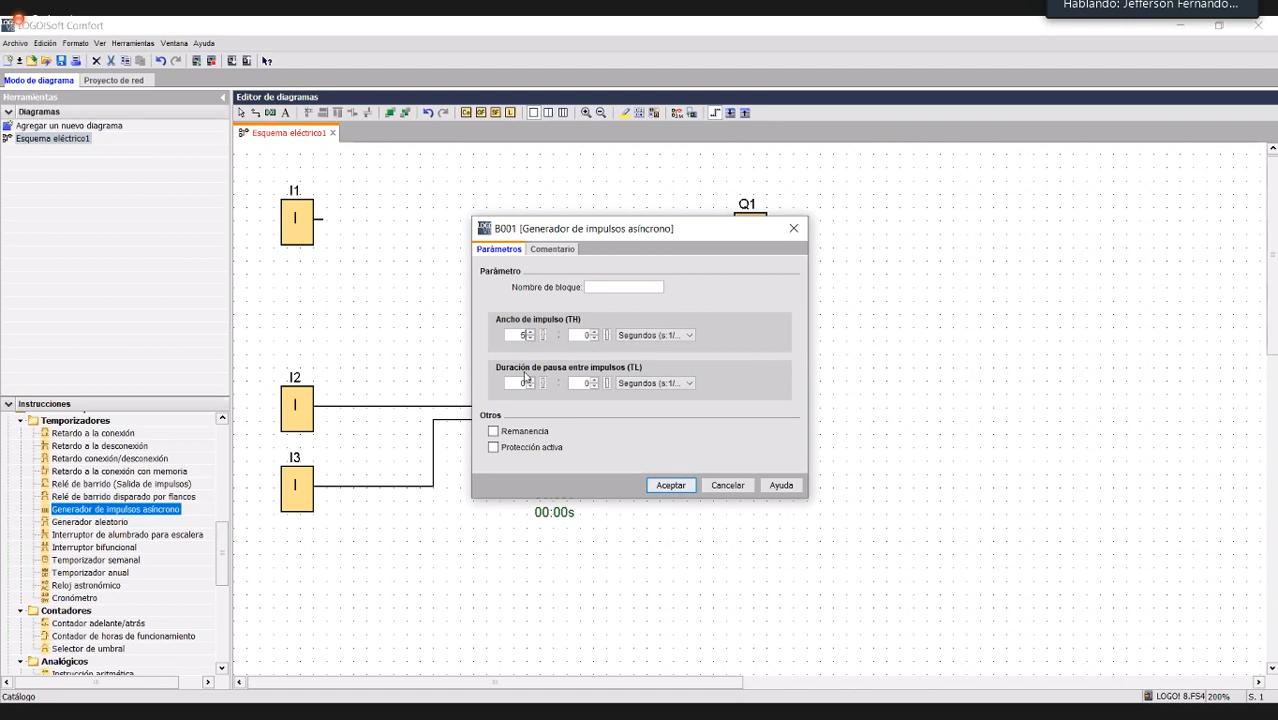 Hablando: Jefferson Fernando...
LOGO!Soft Comfort
Archivo Edición Formato Ver Herramientas Ventana Ayuda
Modo de diagrama Proyecto de red
Herramientas
Editor de diagramas
Diagramas
Agregar un nuevo diagrama
Esquema eléctrico1
Esquema eléctrico1
I1
I
Q1
I2
I
I3
I
00:00s
B001 [Generador de impulsos asíncrono]
Parámetros Comentario
Parámetro
Nombre de bloque:
Ancho de impulso (TH)
6 : 0 Segundos (s:1/...
Duración de pausa entre impulsos (TL)
0 : 0 Segundos (s:1/...
Otros
Remanencia
Protección activa
Aceptar Cancelar Ayuda
Instrucciones
Temporizadores
Retardo a la conexión
Retardo a la desconexión
Retardo conexión/desconexión
Retardo a la conexión con memoria
Relé de barrido (Salida de impulsos)
Relé de barrido disparado por flancos
Generador de impulsos asíncrono
Generador aleatorio
Interruptor de alumbrado para escalera
Interruptor bifuncional
Temporizador semanal
Temporizador anual
Reloj astronómico
Cronómetro
Contadores
Contador adelante/atrás
Contador de horas de funcionamiento
Selector de umbral
Analógicos
Instrucción aritmética
Catálogo
LOGO! 8.FS4 200% S. 1